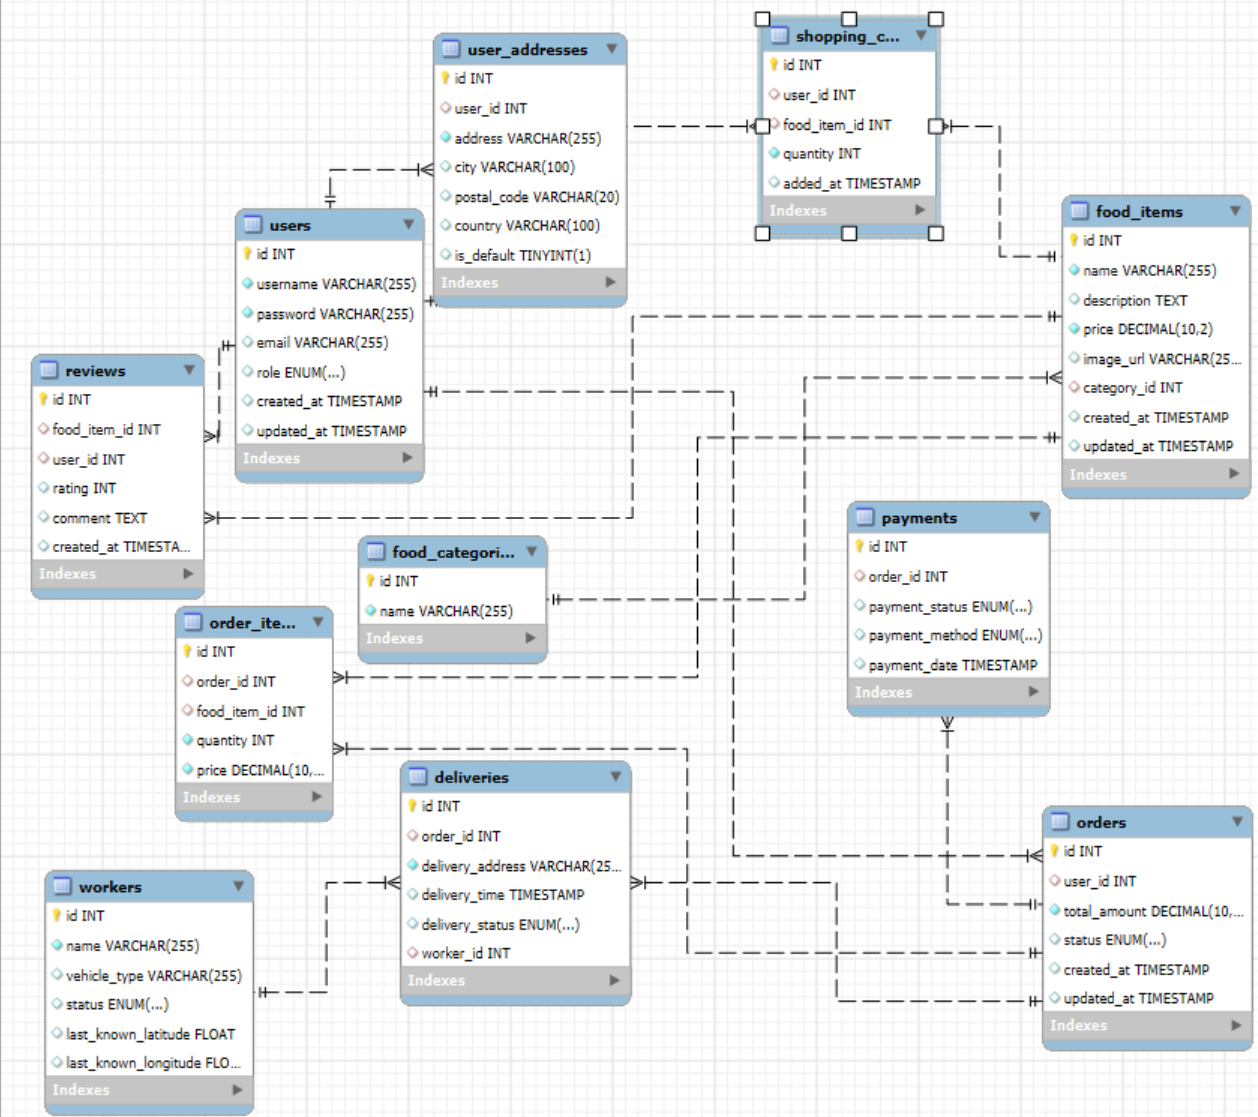 user_addresses
id INT
user_id INT
address VARCHAR(255)
city VARCHAR(100)
postal_code VARCHAR(20)
country VARCHAR(100)
is_default TINYINT(1)
Indexes
shopping_c...
id INT
user_id INT
food_item_id INT
quantity INT
added_at TIMESTAMP
Indexes
food_items
id INT
name VARCHAR(255)
description TEXT
price DECIMAL(10,2)
image_url VARCHAR(25...
category_id INT
created_at TIMESTAMP
updated_at TIMESTAMP
Indexes
users
id INT
username VARCHAR(255)
password VARCHAR(255)
email VARCHAR(255)
role ENUM(...)
created_at TIMESTAMP
updated_at TIMESTAMP
Indexes
reviews
id INT
food_item_id INT
user_id INT
rating INT
comment TEXT
created_at TIMESTA...
Indexes
food_categori...
id INT
name VARCHAR(255)
Indexes
payments
id INT
order_id INT
payment_status ENUM(...)
payment_method ENUM(...)
payment_date TIMESTAMP
Indexes
order_ite...
id INT
order_id INT
food_item_id INT
quantity INT
price DECIMAL(10,...
Indexes
deliveries
id INT
order_id INT
delivery_address VARCHAR(25...
delivery_time TIMESTAMP
delivery_status ENUM(...)
worker_id INT
Indexes
orders
id INT
user_id INT
total_amount DECIMAL(10,...
status ENUM(...)
created_at TIMESTAMP
updated_at TIMESTAMP
Indexes
workers
id INT
name VARCHAR(255)
vehicle_type VARCHAR(255)
status ENUM(...)
last_known_latitude FLOAT
last_known_longitude FLO...
Indexes